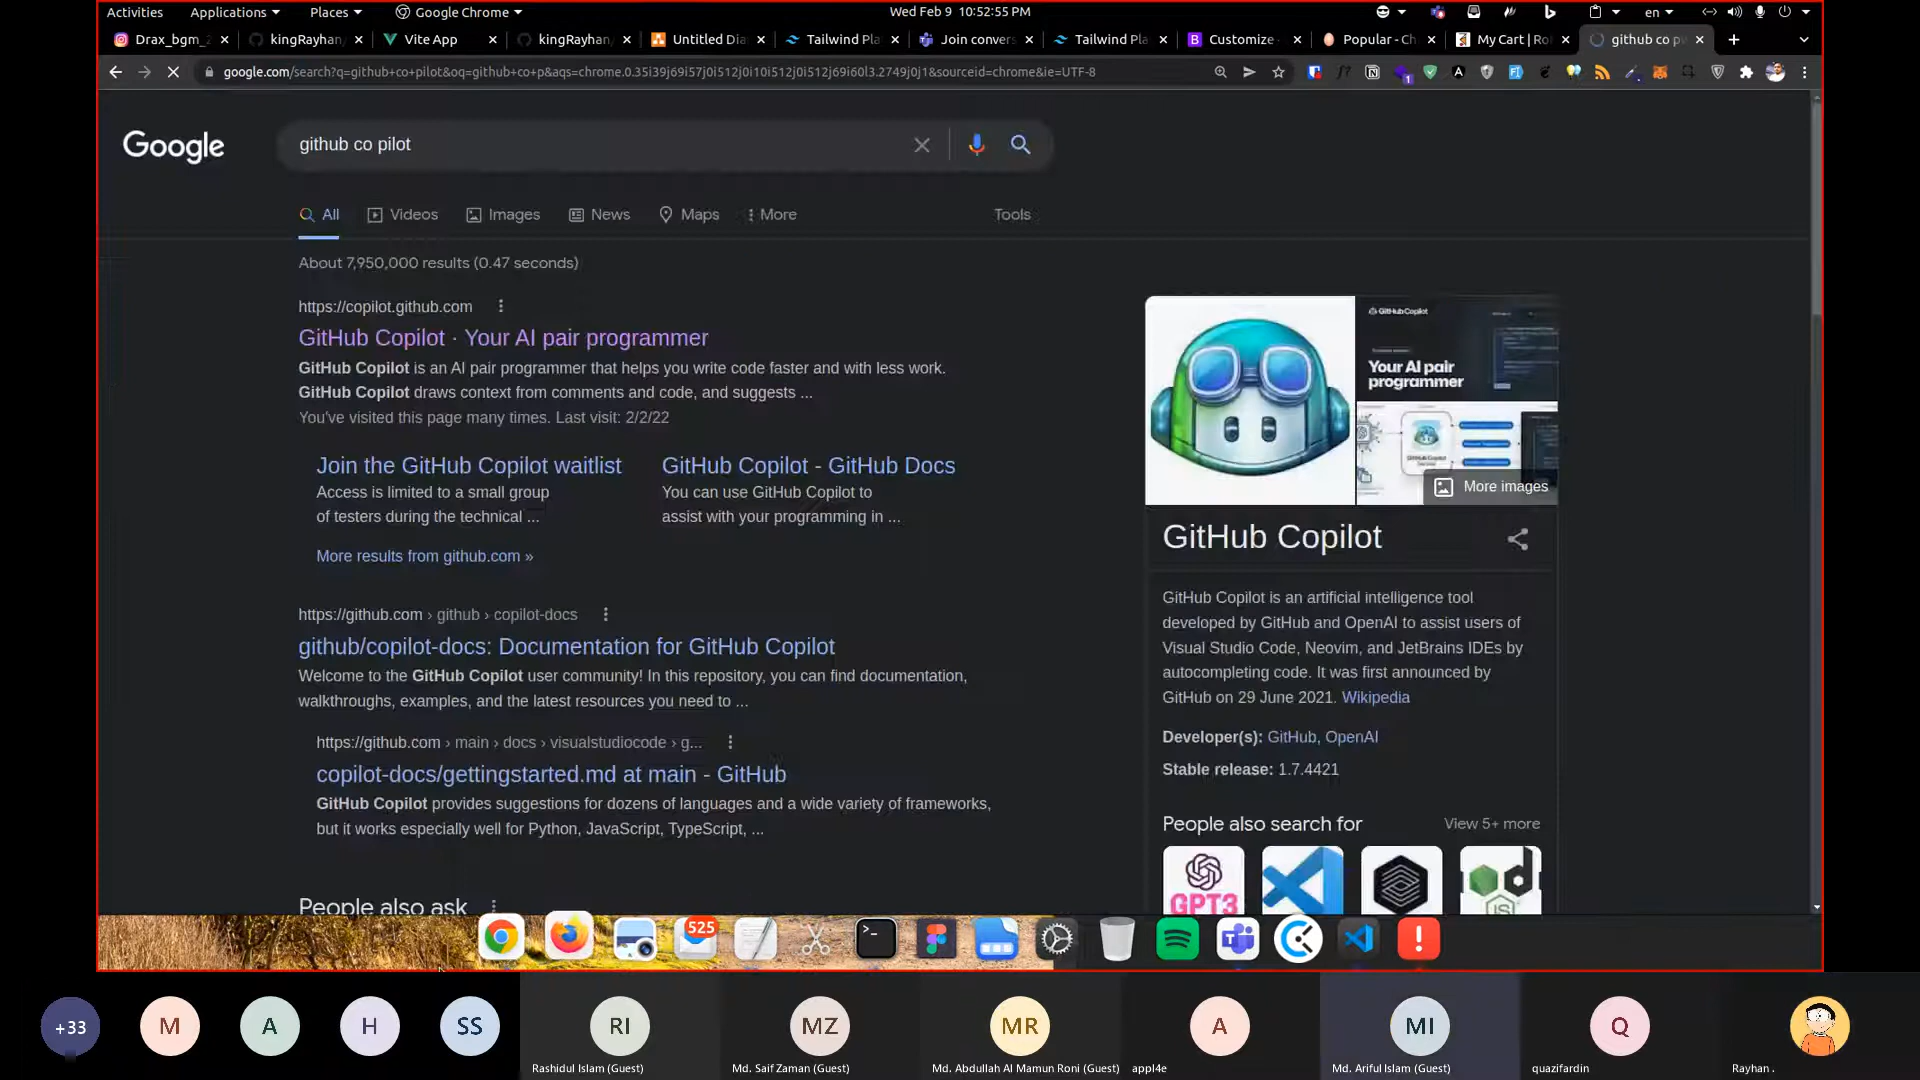 Activities
Applications
Places
Google Chrome
Wed Feb 9 10:52:55 PM
en
Drax_bgm_
kingRayhan
Vite App
kingRayhan
Untitled Dia
Tailwind Pla
Join convers
Tailwind Pla
Customize
Popular - Ch
My Cart | Ro
github co p
google.com/search?q=github+co+pilot&oq=github+co+p&aqs=chrome.0.35i39j69i57j0i512j0i10i512j0i512j69i60l3.2749j0j1&sourceid=chrome&ie=UTF-8
1
Google
github co pilot
All
Videos
Images
News
Maps
More
Tools
About 7,950,000 results (0.47 seconds)
https://copilot.github.com
GitHub Copilot · Your AI pair programmer
GitHub Copilot is an AI pair programmer that helps you write code faster and with less work.
GitHub Copilot draws context from comments and code, and suggests ...
You've visited this page many times. Last visit: 2/2/22
Join the GitHub Copilot waitlist
Access is limited to a small group
of testers during the technical ...
GitHub Copilot - GitHub Docs
You can use GitHub Copilot to
assist with your programming in ...
More results from github.com »
https://github.com › github › copilot-docs
github/copilot-docs: Documentation for GitHub Copilot
Welcome to the GitHub Copilot user community! In this repository, you can find documentation,
walkthroughs, examples, and the latest resources you need to ...
https://github.com › main › docs › visualstudiocode › g...
copilot-docs/gettingstarted.md at main - GitHub
GitHub Copilot provides suggestions for dozens of languages and a wide variety of frameworks,
but it works especially well for Python, JavaScript, TypeScript, ...
People also ask
GitHub Copilot
Your AI pair
programmer
More images
GitHub Copilot
GitHub Copilot is an artificial intelligence tool
developed by GitHub and OpenAI to assist users of
Visual Studio Code, Neovim, and JetBrains IDEs by
autocompleting code. It was first announced by
GitHub on 29 June 2021. Wikipedia
Developer(s): GitHub, OpenAI
Stable release: 1.7.4421
People also search for
View 5+ more
GPT3
525
+33
M
A
H
SS
RI
MZ
MR
A
MI
Q
Rashidul Islam (Guest)
Md. Saif Zaman (Guest)
Md. Abdullah Al Mamun Roni (Guest)
appl4e
Md. Ariful Islam (Guest)
quazifardin
Rayhan .